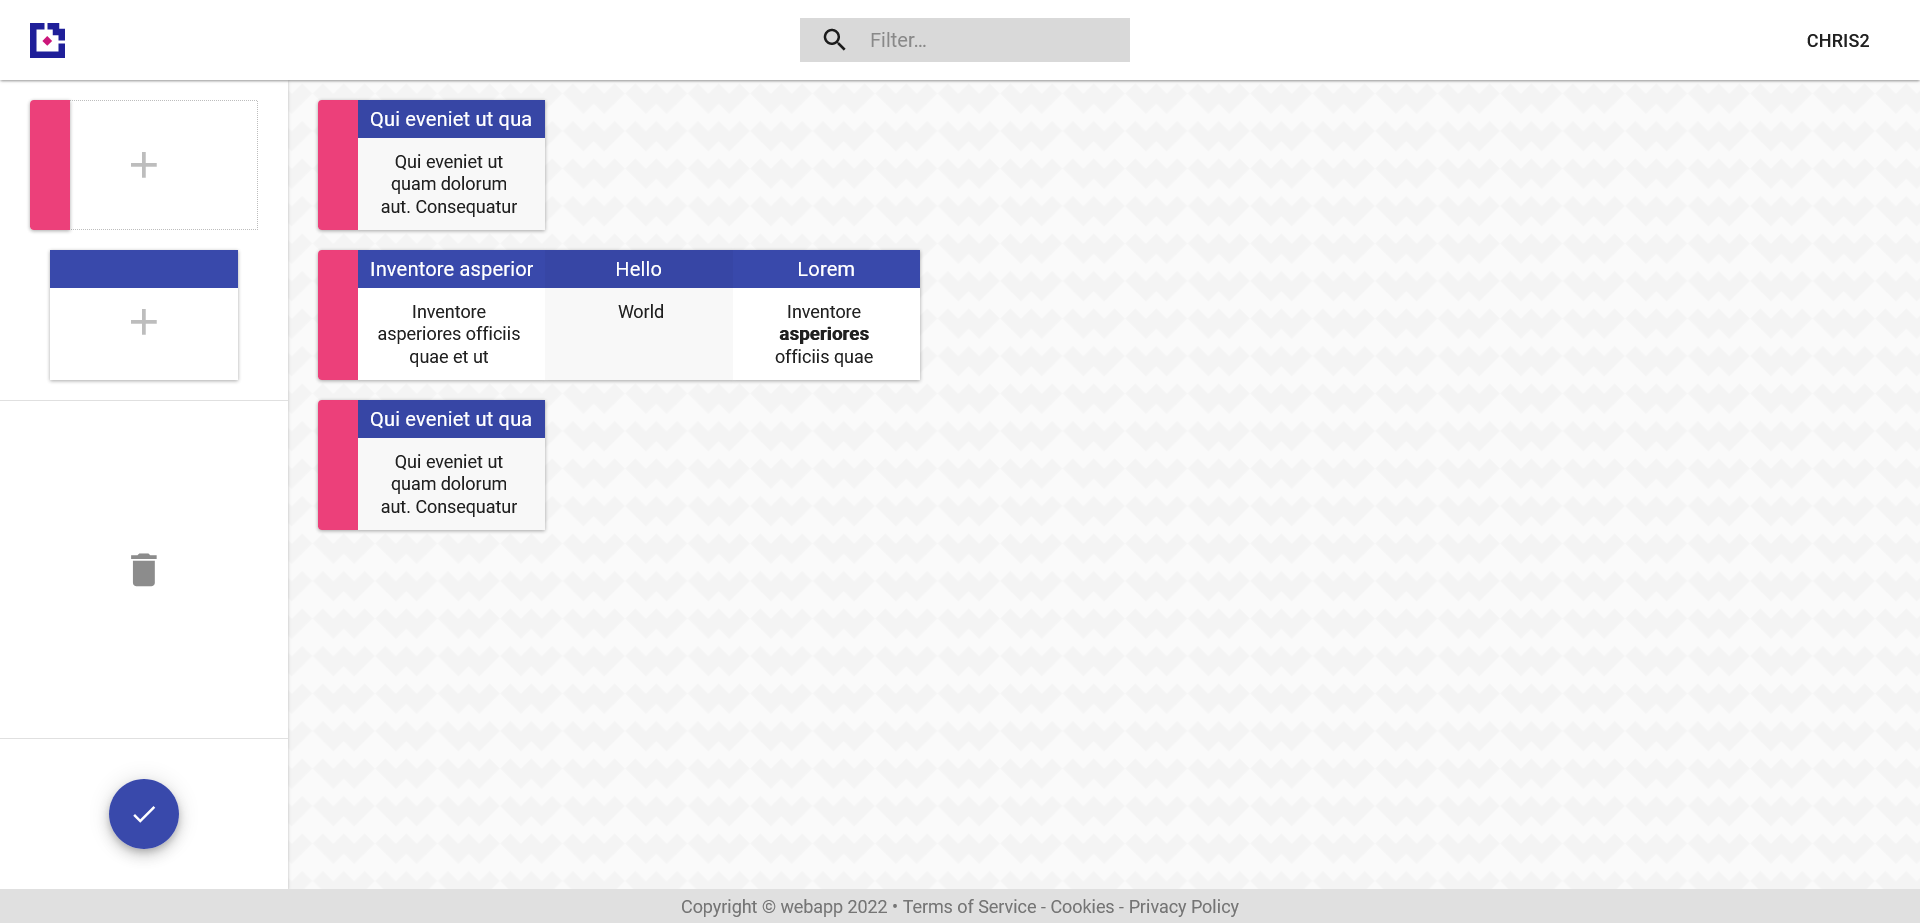 Filter...
CHRIS2
Qui eveniet ut qua
Qui eveniet ut
quam dolorum
aut. Consequatur
Inventore asperior
Inventore
asperiores officiis
quae et ut
Hello
World
Lorem
Inventore
asperiores
officiis quae
Qui eveniet ut qua
Qui eveniet ut
quam dolorum
aut. Consequatur
Copyright © webapp 2022 • Terms of Service - Cookies - Privacy Policy